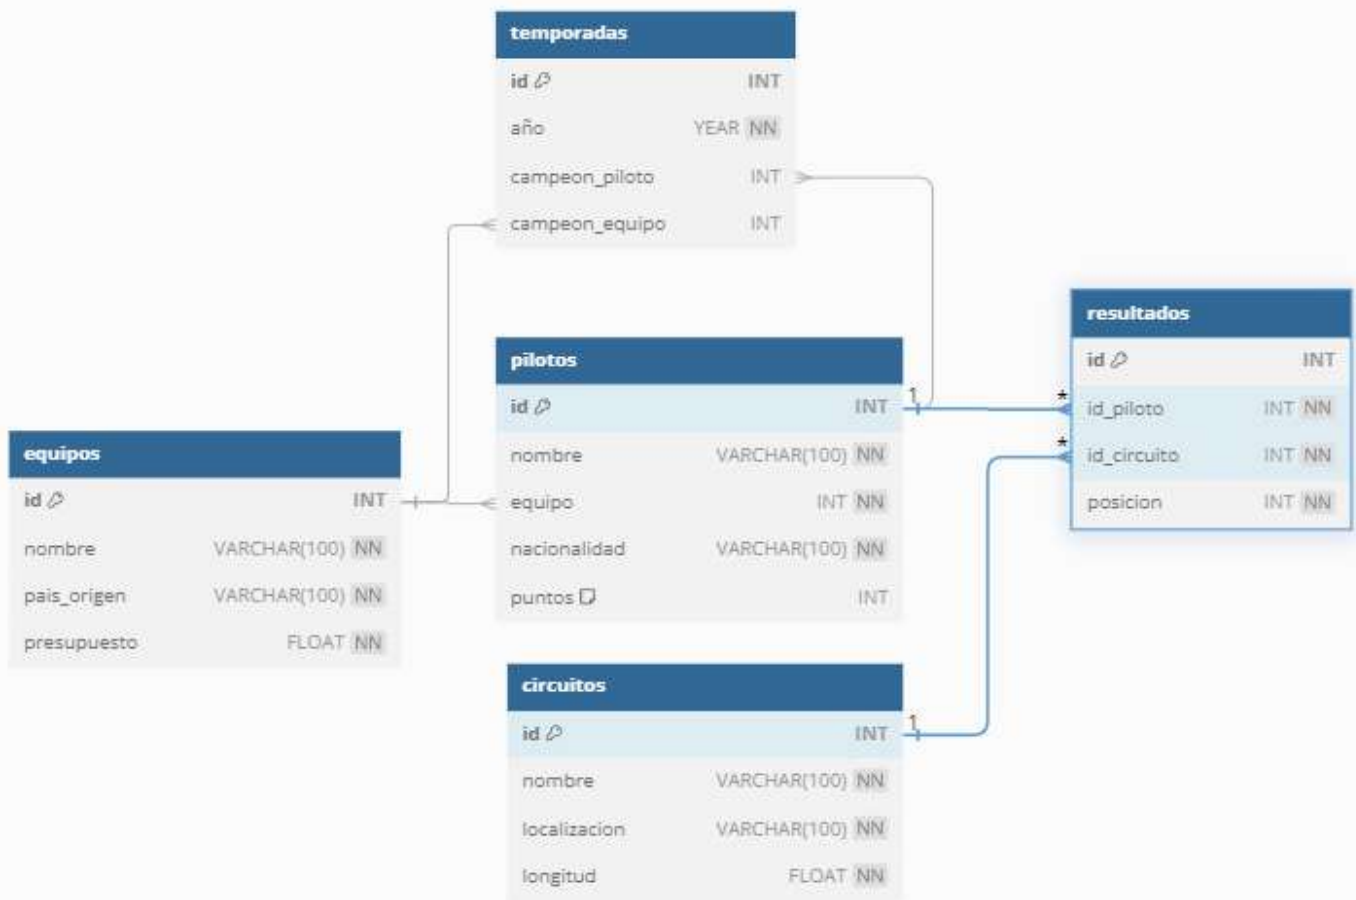 temporadas
id INT
año YEAR NN
campeon_piloto INT
campeon_equipo INT
resultados
id INT
id_piloto INT NN
id_circuito INT NN
posicion INT NN
pilotos
id INT
nombre VARCHAR(100) NN
equipo INT NN
nacionalidad VARCHAR(100) NN
puntos INT
1 *
*
equipos
id INT
nombre VARCHAR(100) NN
pais_origen VARCHAR(100) NN
presupuesto FLOAT NN
circuitos
id INT
nombre VARCHAR(100) NN
localizacion VARCHAR(100) NN
longitud FLOAT NN
1